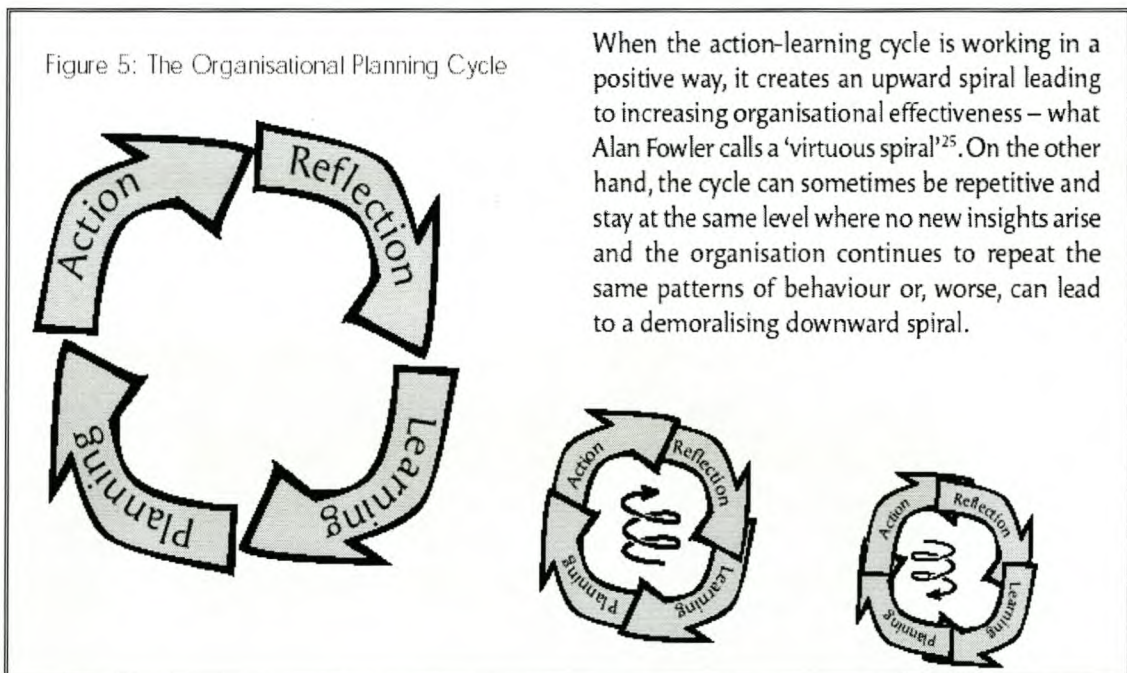 Figure 5: The Organisational Planning Cycle
When the action-learning cycle is working in a
positive way, it creates an upward spiral leading
to increasing organisational effectiveness – what
Alan Fowler calls a ‘virtuous spiral’²⁵. On the other
hand, the cycle can sometimes be repetitive and
stay at the same level where no new insights arise
and the organisation continues to repeat the
same patterns of behaviour or, worse, can lead
to a demoralising downward spiral.
Action
Reflection
Learning
Planning
Action
Reflection
Learning
Planning
Action
Reflection
Learning
Planning